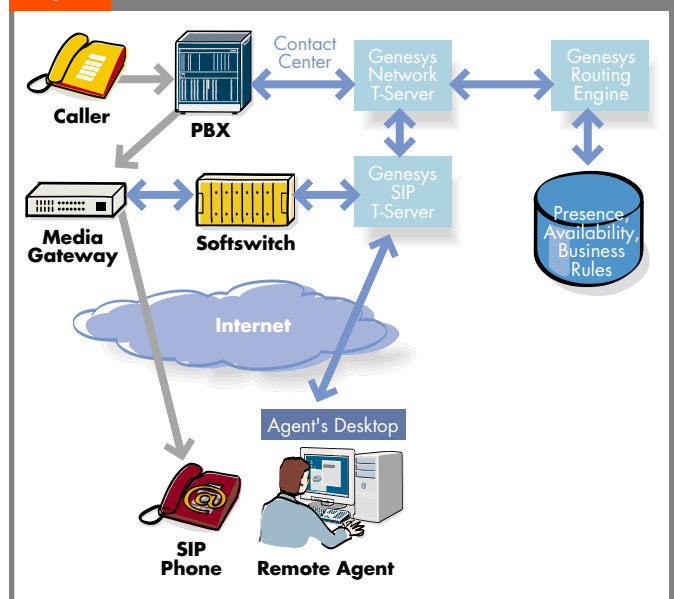 Contact
Center
Genesys
Network
T-Server
Genesys
Routing
Engine
Caller
PBX
Genesys
SIP
T-Server
Presence,
Availability,
Business
Rules
Media
Gateway
Softswitch
Internet
Agent's Desktop
@
SIP
Phone
Remote Agent